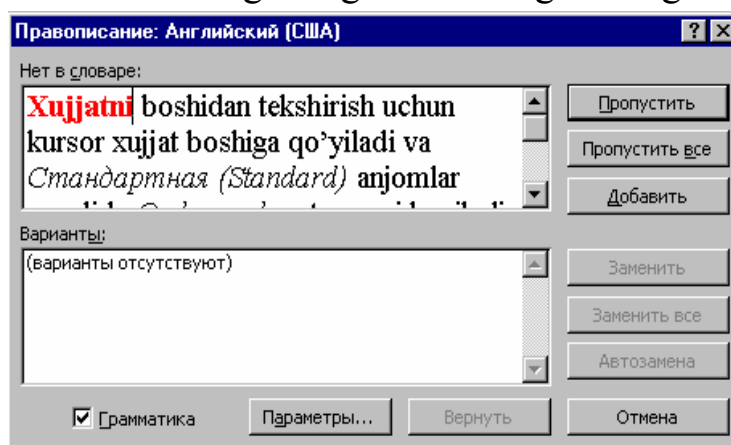 Правописание: Английский (США)
Нет в словаре:
Xujjatni boshidan tekshirish uchun
kursor xujjat boshiga qo’yiladi va
Стандартная (Standard) anjomlar
Варианты:
(варианты отсутствуют)
Пропустить
Пропустить все
Добавить
Заменить
Заменить все
Автозамена
Грамматика
Параметры...
Вернуть
Отмена